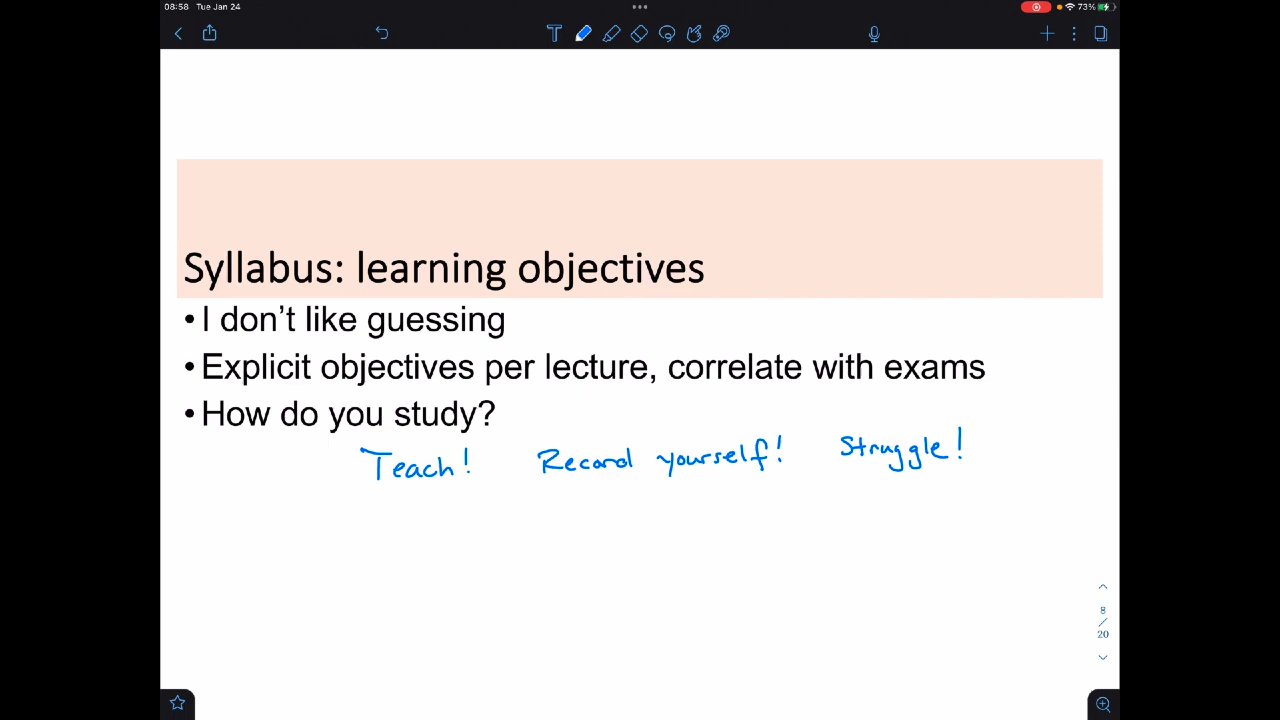 08:58 Tue Jan 24
73%
Syllabus: learning objectives
•I don’t like guessing
•Explicit objectives per lecture, correlate with exams
•How do you study?
Teach! Record yourself! Struggle!
8
/
20